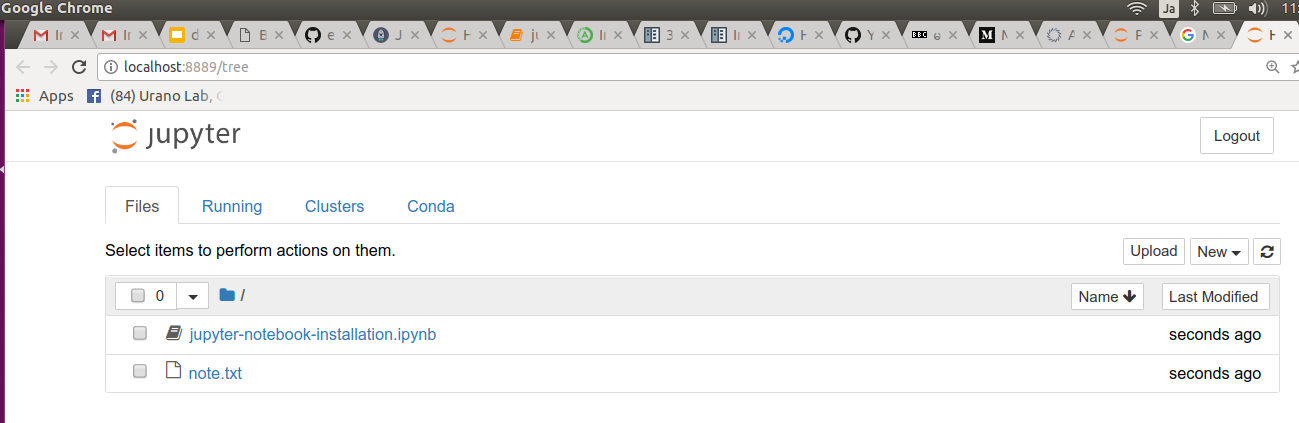 Google Chrome Ja 11:
In In d B e J H ju In 3 In H Y BBC e M M A F N H
localhost:8889/tree
Apps (84) Urano Lab,
jupyter Logout
Files Running Clusters Conda
Select items to perform actions on them. Upload New
0 / Name Last Modified
jupyter-notebook-installation.ipynb seconds ago
note.txt seconds ago